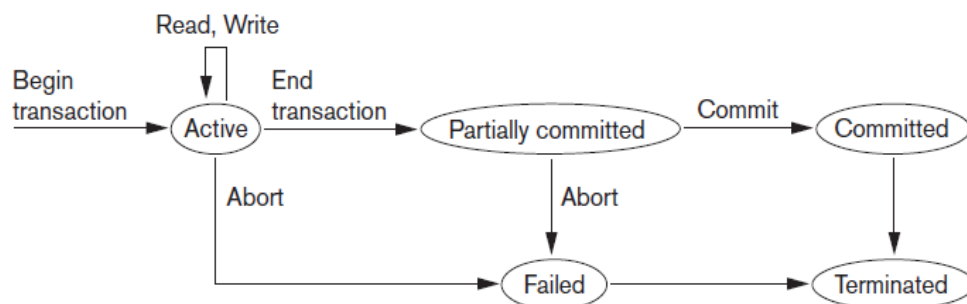 Read, Write
Begin
transaction
End
transaction
Active
Partially committed
Commit
Committed
Abort
Abort
Failed
Terminated